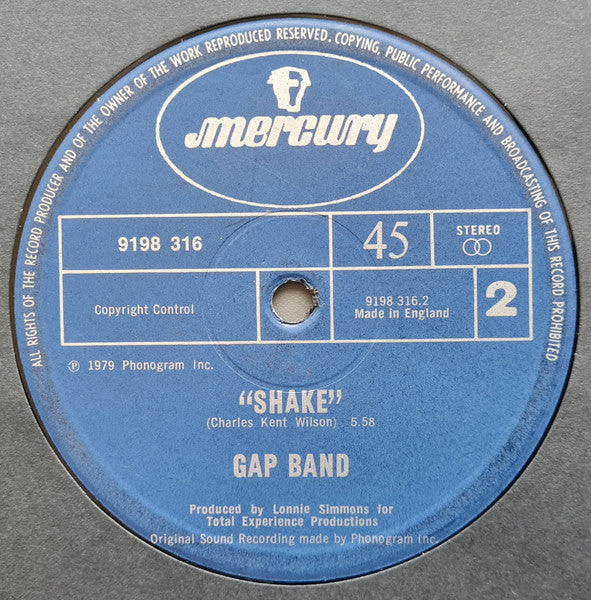 ALL RIGHTS OF THE RECORD PRODUCER AND OF THE OWNER OF THE WORK REPRODUCED RESERVED. COPYING, PUBLIC PERFORMANCE AND BROADCASTING OF THIS RECORD PROHIBITED
mercury
9198 316
45
STEREO
Copyright Control
9198 316.2
Made in England
2
Ⓟ 1979 Phonogram Inc.
"SHAKE"
(Charles Kent Wilson) 5.58
GAP BAND
Produced by Lonnie Simmons for
Total Experience Productions
Original Sound Recording made by Phonogram Inc.